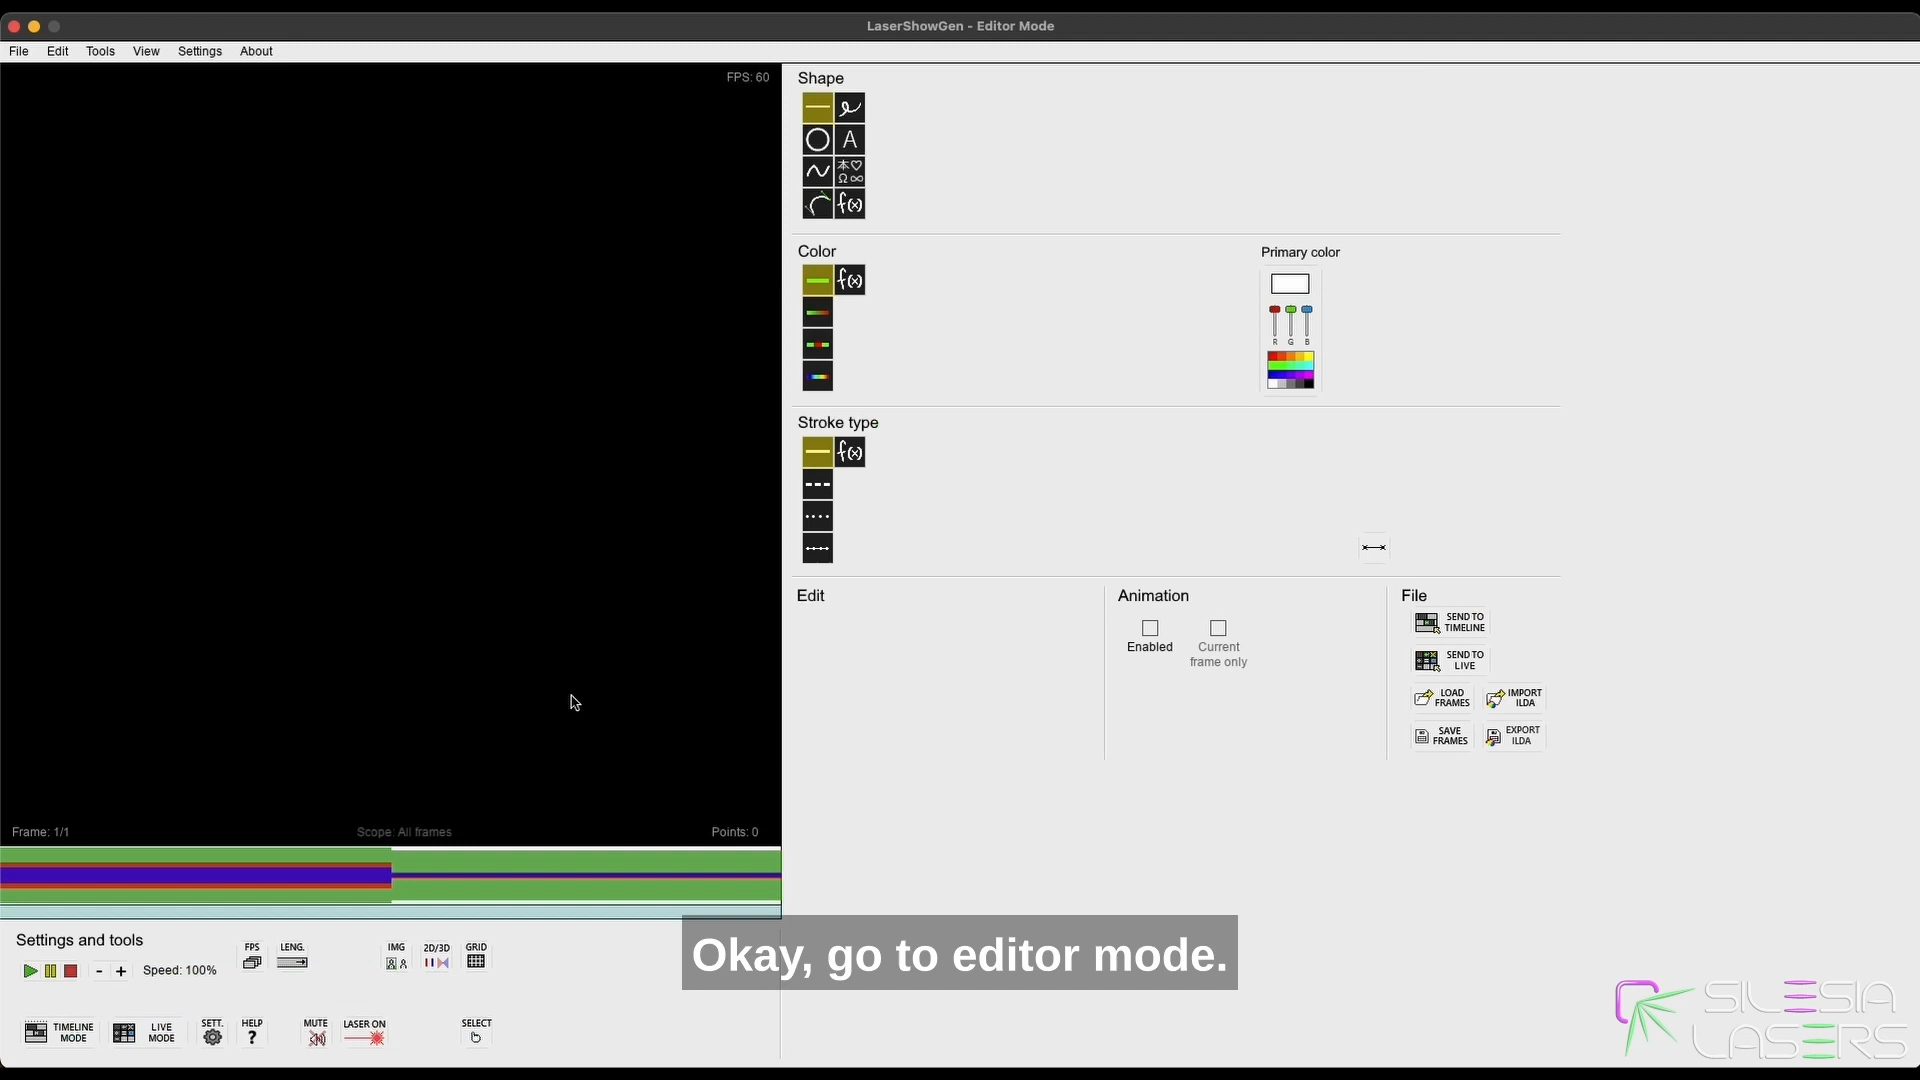 LaserShowGen - Editor Mode
File Edit Tools View Settings About
FPS: 60
Shape
A
本♡
Ω∞
f(x)
Color
Primary color
f(x)
R G B
Stroke type
f(x)
Edit
Animation
File
Enabled
Current
frame only
SEND TO
TIMELINE
SEND TO
LIVE
LOAD
FRAMES
IMPORT
ILDA
SAVE
FRAMES
EXPORT
ILDA
Frame: 1/1
Scope: All frames
Points: 0
Settings and tools
FPS
LENG.
IMG
2D/3D
GRID
- +
Speed: 100%
Okay, go to editor mode.
TIMELINE
MODE
LIVE
MODE
SETT.
HELP
?
MUTE
LASER ON
SELECT
SILESIA
LASERS